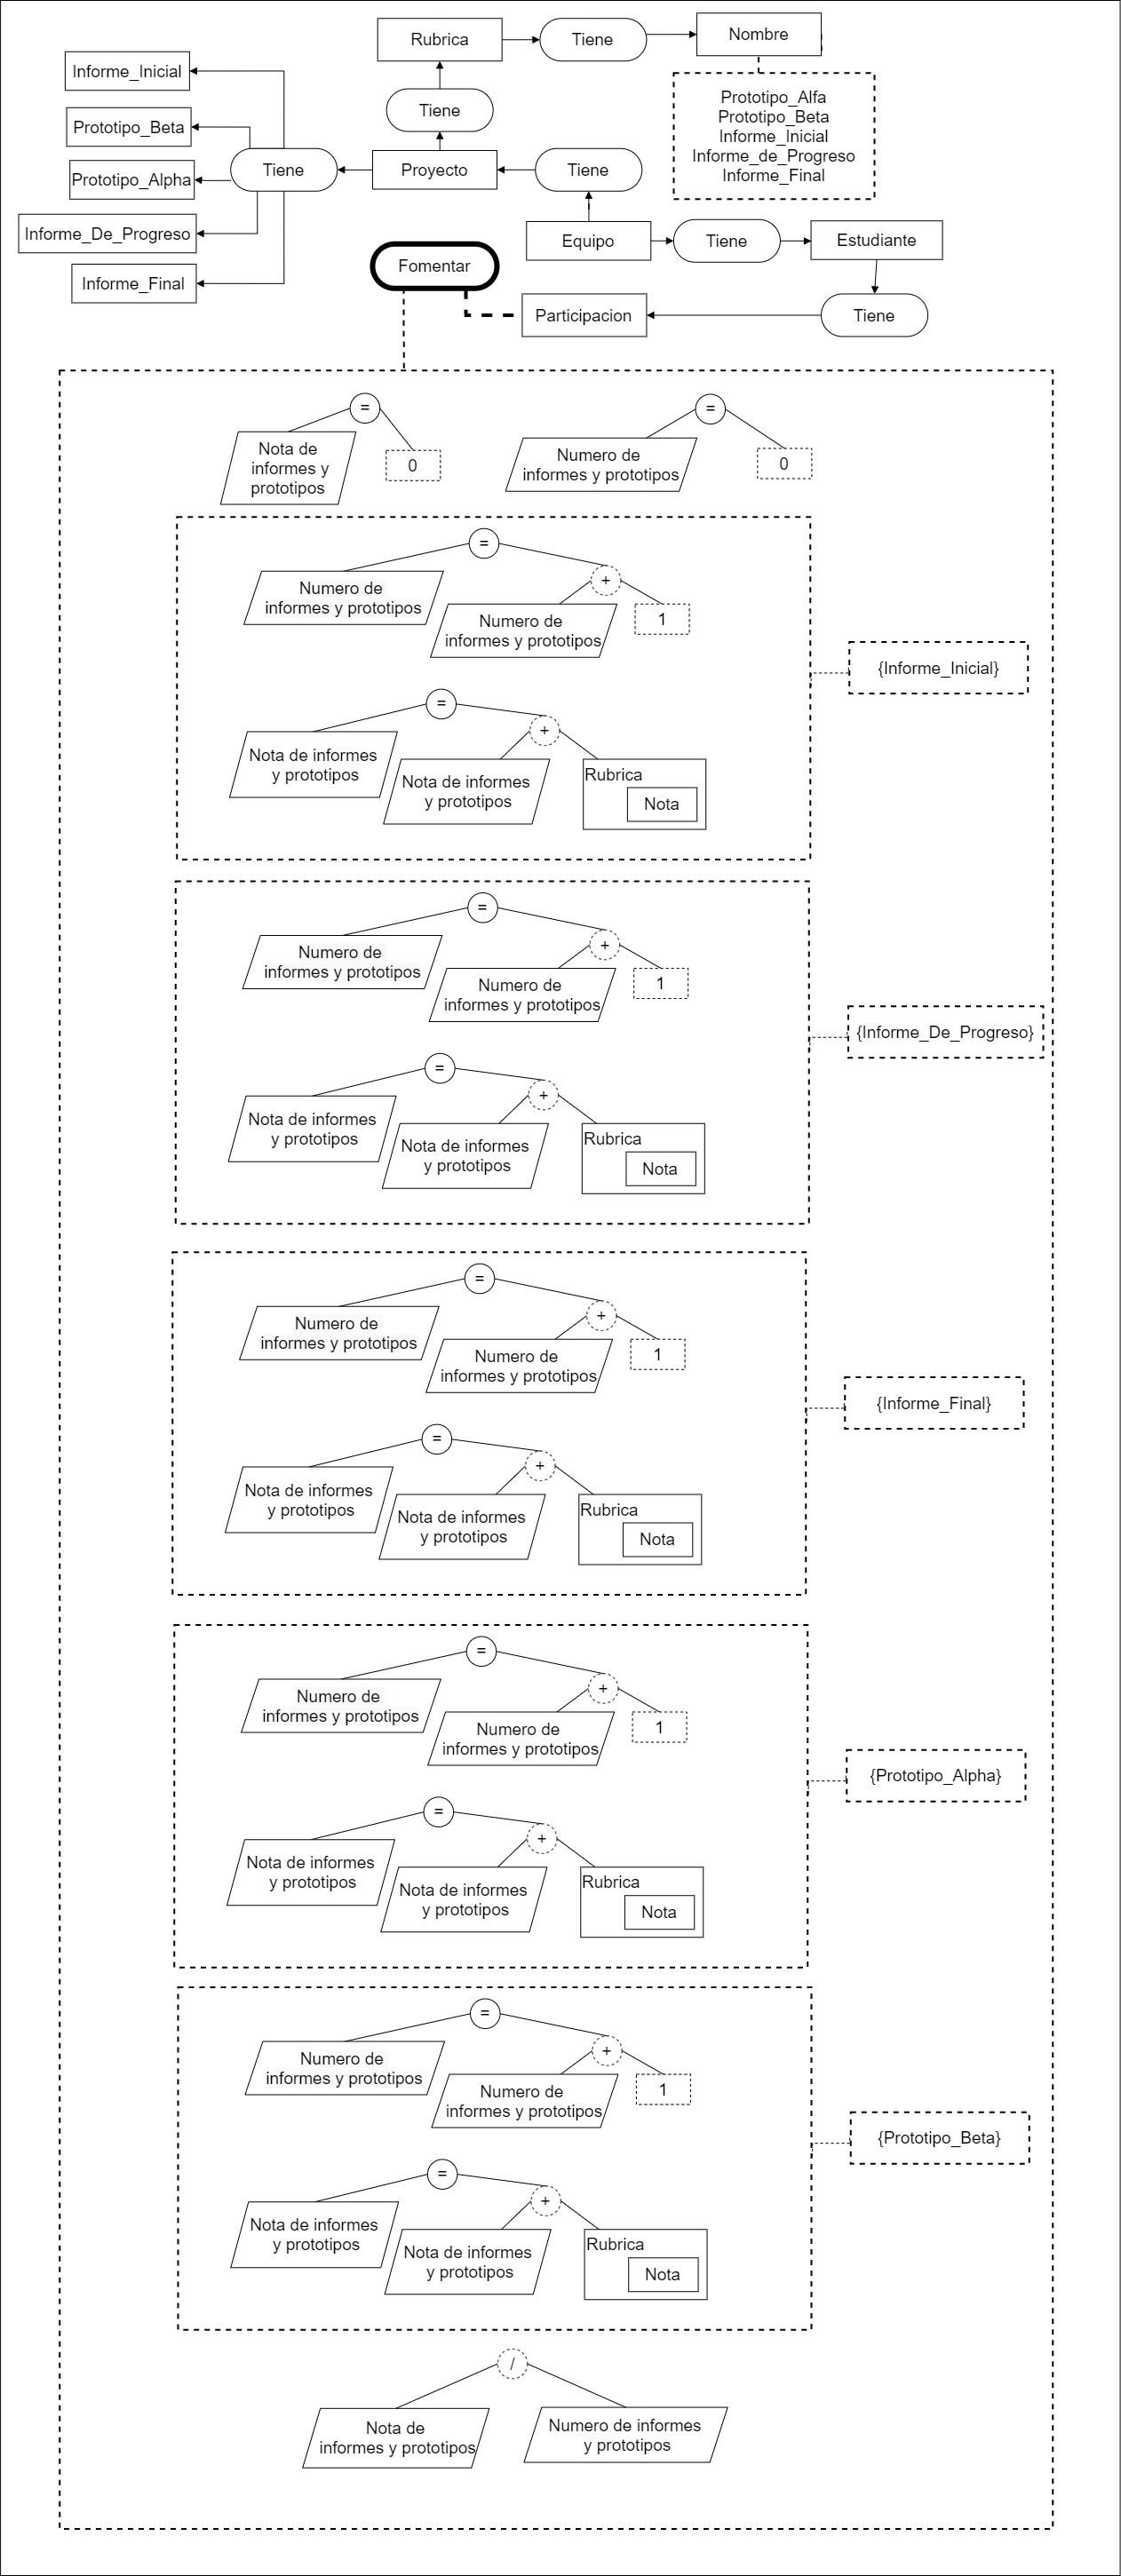 Rubrica
Tiene
Nombre
Informe_Inicial
Prototipo_Beta
Prototipo_Alpha
Informe_De_Progreso
Informe_Final
Tiene
Tiene
Proyecto
Tiene
Prototipo_Alfa
Prototipo_Beta
Informe_Inicial
Informe_de_Progreso
Informe_Final
Equipo
Tiene
Estudiante
Fomentar
Participacion
Tiene
=
Nota de
informes y
prototipos
0
=
Numero de
informes y prototipos
0
=
Numero de
informes y prototipos
+
Numero de
informes y prototipos
1
{Informe_Inicial}
=
Nota de informes
y prototipos
+
Nota de informes
y prototipos
Rubrica
Nota
=
Numero de
informes y prototipos
+
Numero de
informes y prototipos
1
{Informe_De_Progreso}
=
Nota de informes
y prototipos
+
Nota de informes
y prototipos
Rubrica
Nota
=
Numero de
informes y prototipos
+
Numero de
informes y prototipos
1
{Informe_Final}
=
Nota de informes
y prototipos
+
Nota de informes
y prototipos
Rubrica
Nota
=
Numero de
informes y prototipos
+
Numero de
informes y prototipos
1
{Prototipo_Alpha}
=
Nota de informes
y prototipos
+
Nota de informes
y prototipos
Rubrica
Nota
=
Numero de
informes y prototipos
+
Numero de
informes y prototipos
1
{Prototipo_Beta}
=
Nota de informes
y prototipos
+
Nota de informes
y prototipos
Rubrica
Nota
/
Nota de
informes y prototipos
Numero de informes
y prototipos